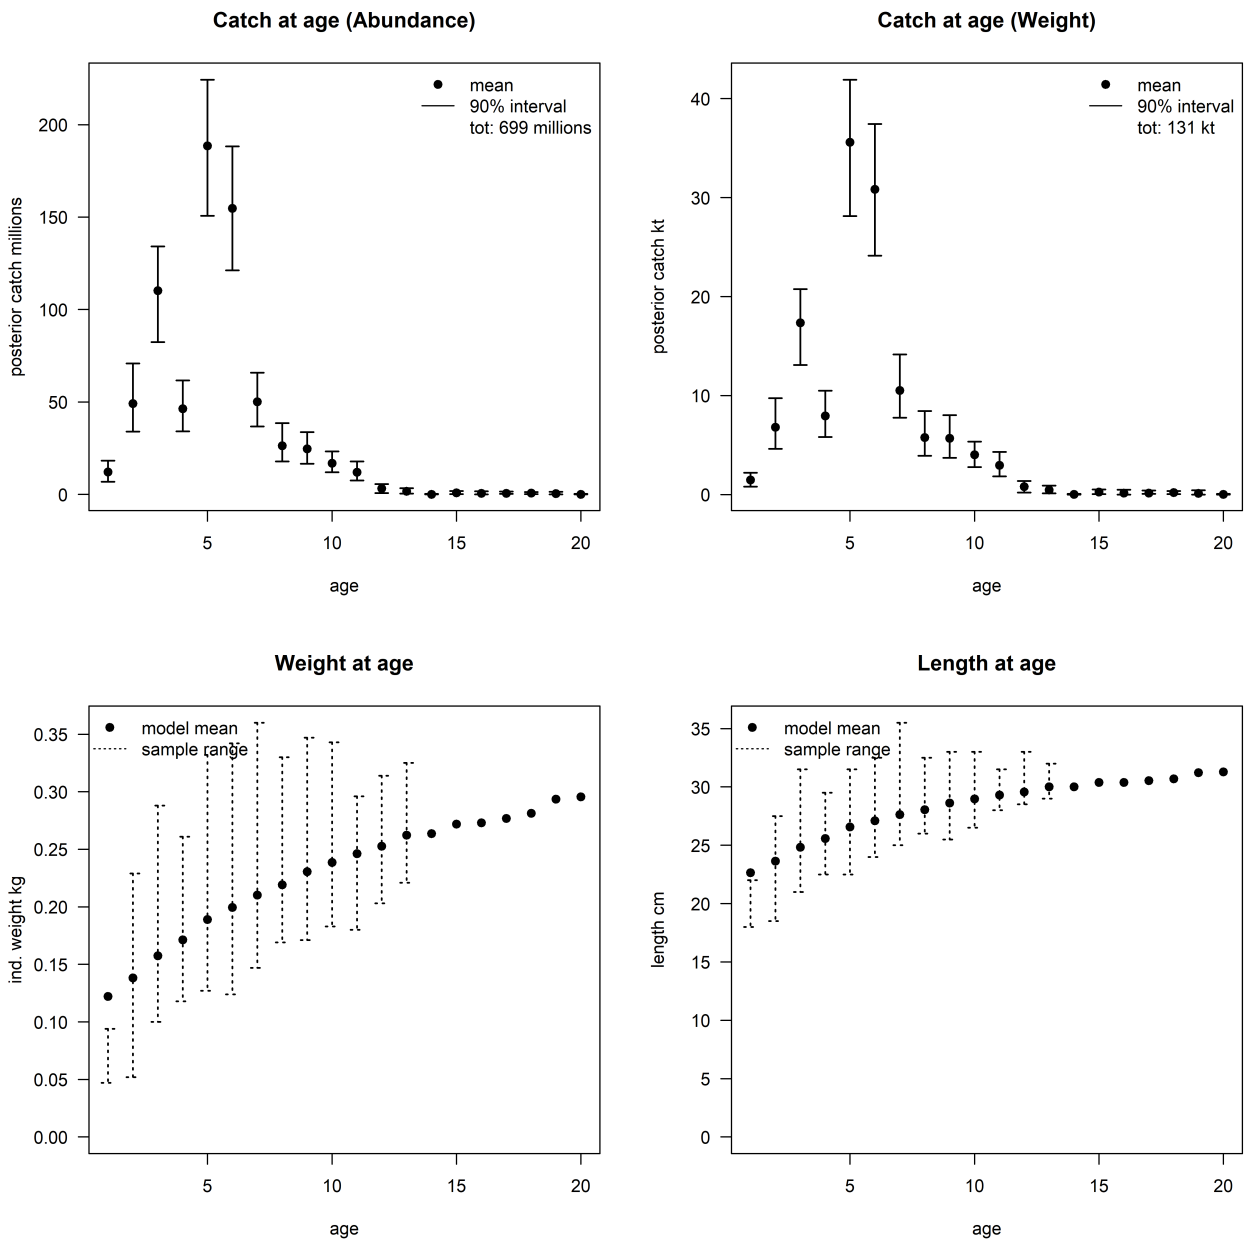 Catch at age (Abundance)
mean
90% interval
tot: 699 millions
200
150
100
50
0
posterior catch millions
5
10
15
20
age
Catch at age (Weight)
mean
90% interval
tot: 131 kt
40
30
20
10
0
posterior catch kt
5
10
15
20
age
Weight at age
model mean
sample range
0.35
0.30
0.25
0.20
0.15
0.10
0.05
0.00
ind. weight kg
5
10
15
20
age
Length at age
model mean
sample range
35
30
25
20
15
10
5
0
length cm
5
10
15
20
age